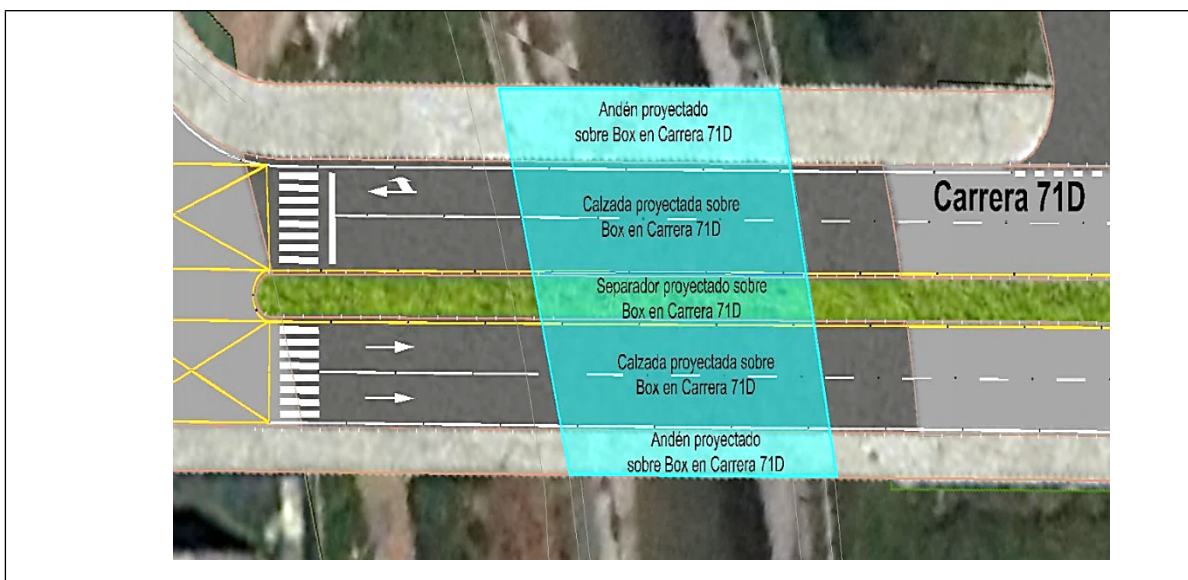 Andén proyectado
sobre Box en Carrera 71D
Calzada proyectada sobre
Box en Carrera 71D
Carrera 71D
Separador proyectado sobre
Box en Carrera 71D
Calzada proyectada sobre
Box en Carrera 71D
Andén proyectado
sobre Box en Carrera 71D